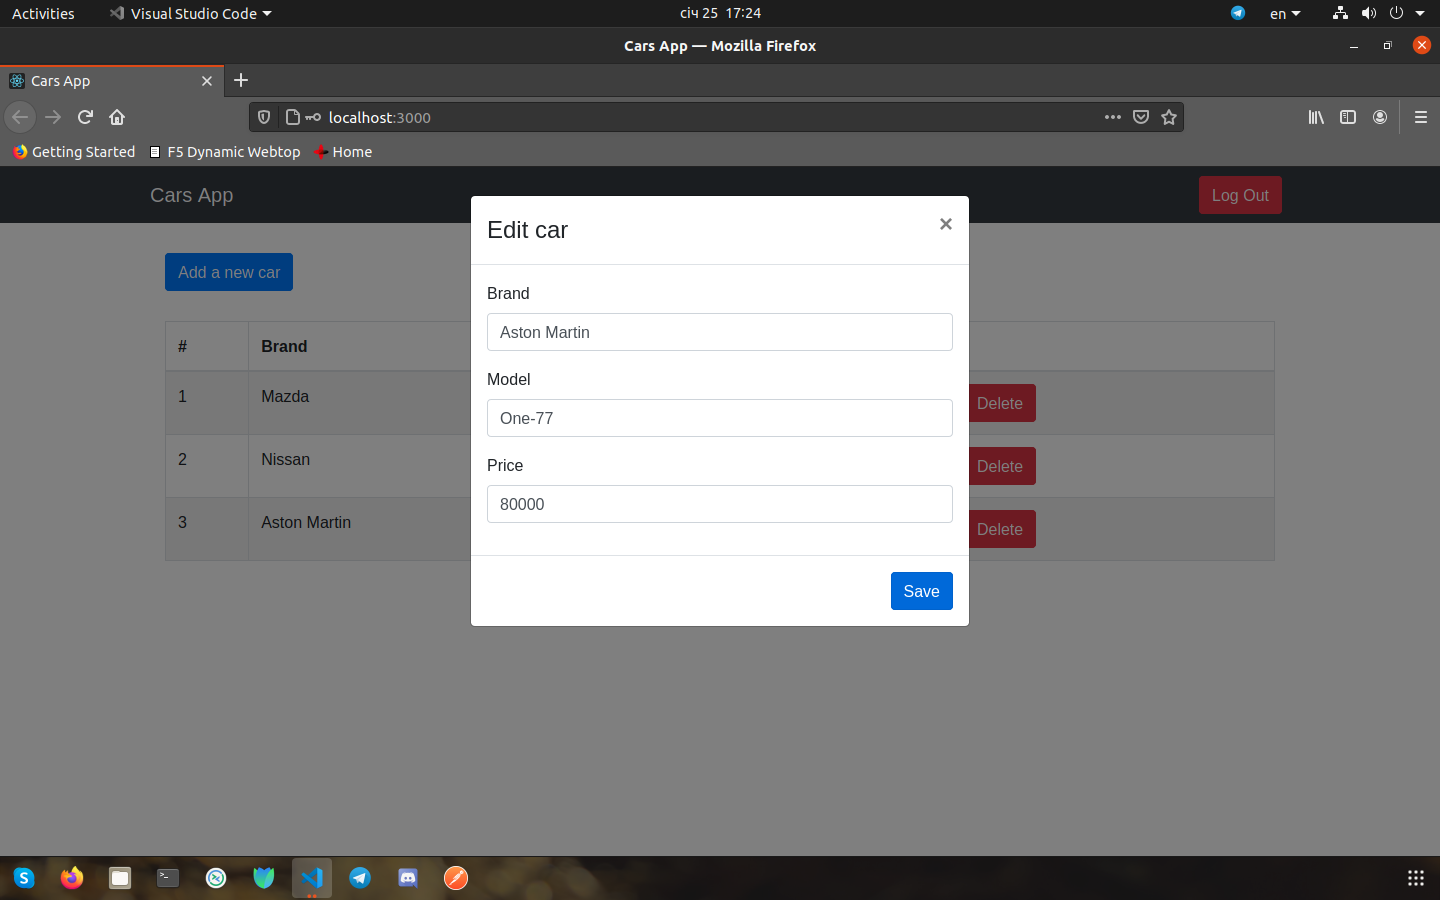 Activities
Visual Studio Code
січ 25 17:24
en
Cars App — Mozilla Firefox
Cars App
localhost:3000
Getting Started
F5 Dynamic Webtop
Home
Cars App
Log Out
Add a new car
# Brand
1 Mazda Delete
2 Nissan Delete
3 Aston Martin Delete
Edit car
×
Brand
Aston Martin
Model
One-77
Price
80000
Save